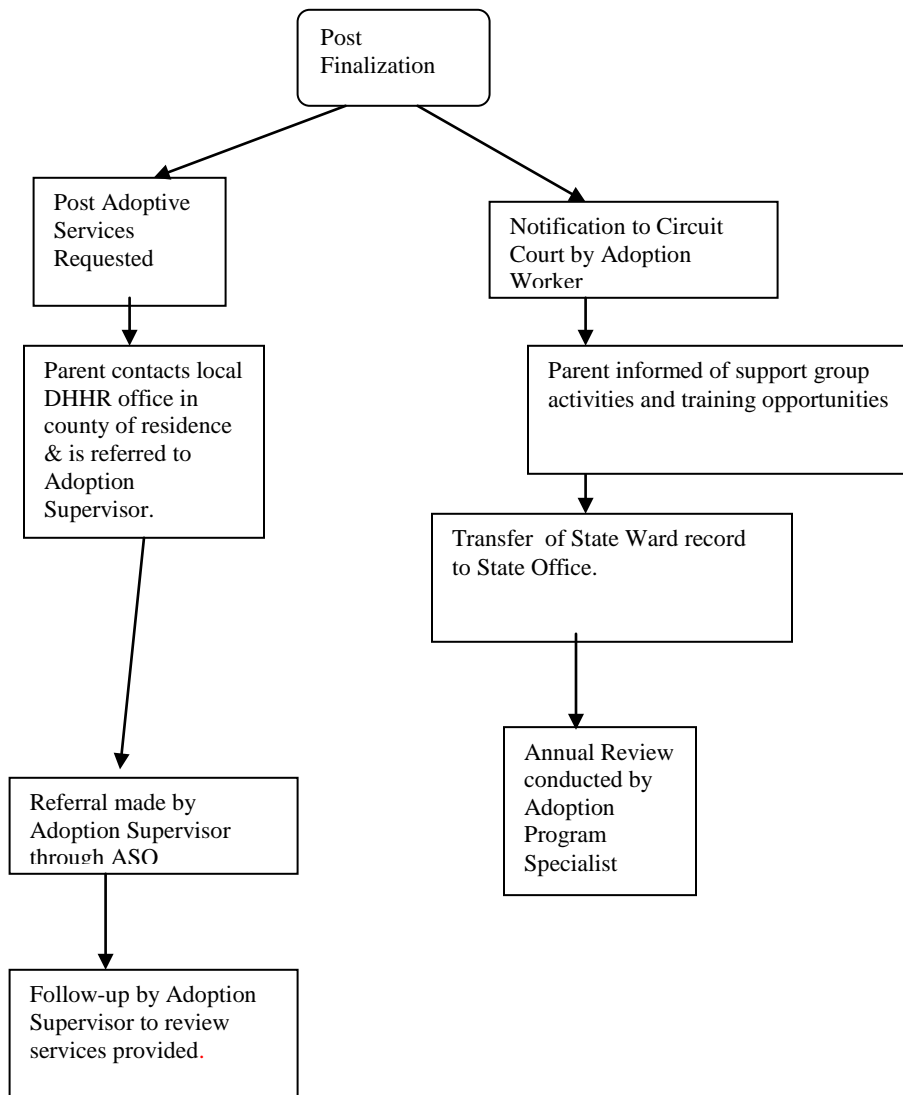 Post
Finalization
Post Adoptive
Services
Requested
Notification to Circuit
Court by Adoption
Worker
Parent contacts local
DHHR office in
county of residence
& is referred to
Adoption
Supervisor.
Parent informed of support group
activities and training opportunities
Transfer  of State Ward record
to State Office.
Annual Review
conducted by
Adoption
Program
Specialist
Referral made by
Adoption Supervisor
through ASO
Follow-up by Adoption
Supervisor to review
services provided.